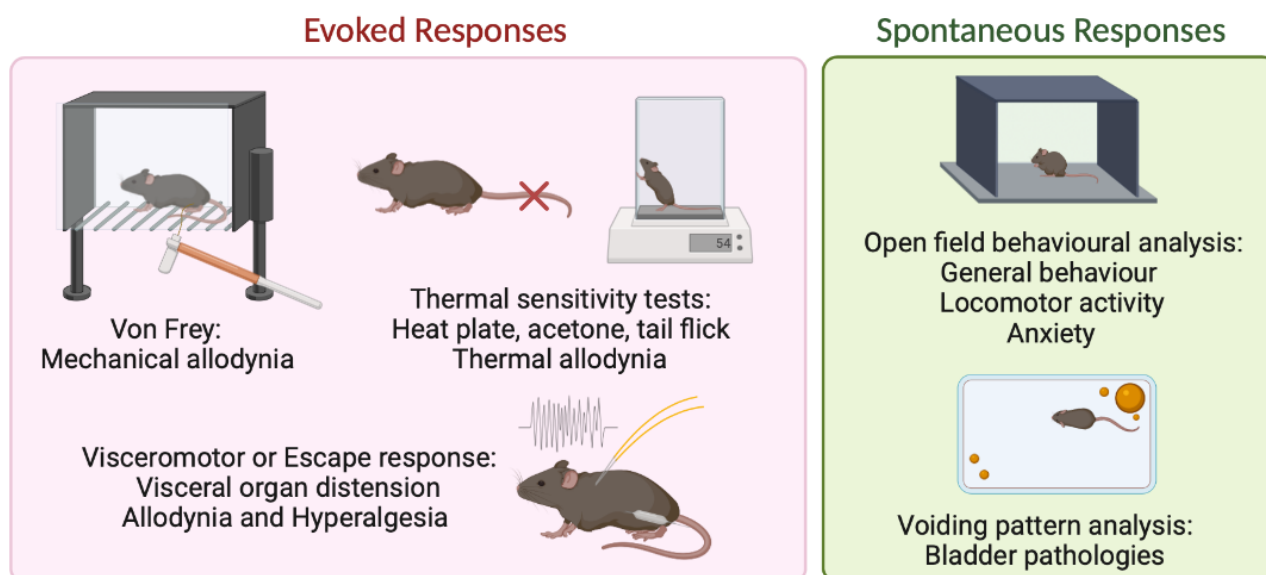 Evoked Responses
Von Frey:
Mechanical allodynia
54
Thermal sensitivity tests:
Heat plate, acetone, tail flick
Thermal allodynia
Visceromotor or Escape response:
Visceral organ distension
Allodynia and Hyperalgesia
Spontaneous Responses
Open field behavioural analysis:
General behaviour
Locomotor activity
Anxiety
Voiding pattern analysis:
Bladder pathologies